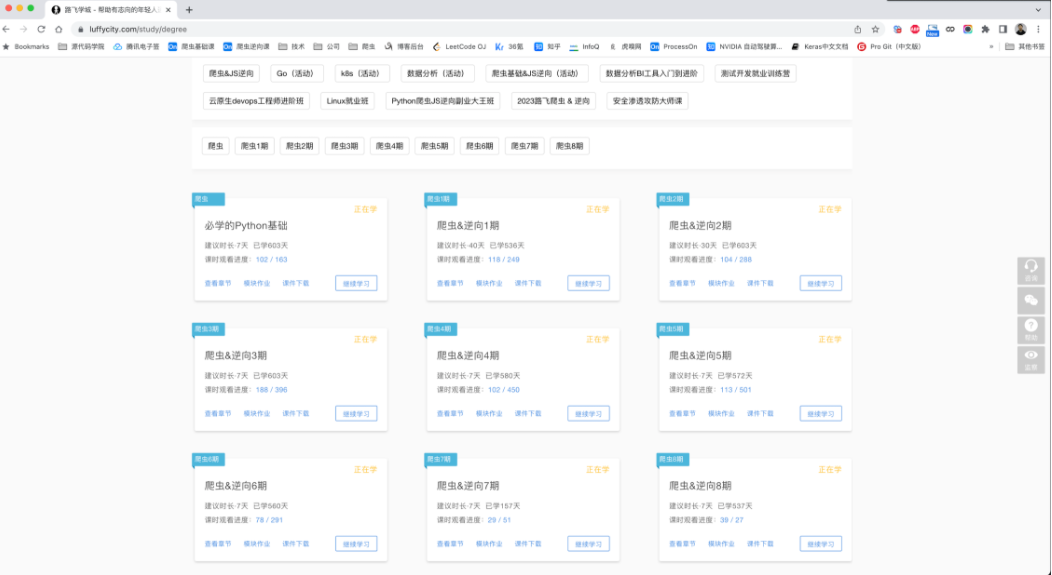 路飞学城 - 帮助有志向的年轻人
luffycity.com/study/degree
Bookmarks 源代码学院 腾讯电子签 爬虫基础课 爬虫逆向课 技术 公司 爬虫 博客后台 LeetCode OJ 36氪 知乎 InfoQ 虎嗅网 ProcessOn NVIDIA 自动驾驶算... Keras中文文档 Pro Git（中文版） » 其他书签
爬虫&JS逆向 Go（活动） k8s（活动） 数据分析（活动） 爬虫基础&JS逆向（活动） 数据分析BI工具入门到进阶 测试开发就业训练营
云原生devops工程师进阶班 Linux就业班 Python爬虫JS逆向副业大王班 2023路飞爬虫 & 逆向 安全渗透攻防大师课
爬虫 爬虫1期 爬虫2期 爬虫3期 爬虫4期 爬虫5期 爬虫6期 爬虫7期 爬虫8期
爬虫 爬虫1期 爬虫2期
正在学 正在学 正在学
必学的Python基础 爬虫&逆向1期 爬虫&逆向2期
建议时长·7天 已学603天 建议时长·40天 已学536天 建议时长·30天 已学603天
课时观看进度： 102 / 163 课时观看进度： 118 / 249 课时观看进度： 104 / 288
查看章节 模块作业 课件下载 继续学习 查看章节 模块作业 课件下载 继续学习 查看章节 模块作业 课件下载 继续学习
爬虫3期 爬虫4期 爬虫5期
正在学 正在学 正在学
爬虫&逆向3期 爬虫&逆向4期 爬虫&逆向5期
建议时长·7天 已学603天 建议时长·7天 已学580天 建议时长·7天 已学572天
课时观看进度： 188 / 396 课时观看进度： 102 / 450 课时观看进度： 113 / 501
查看章节 模块作业 课件下载 继续学习 查看章节 模块作业 课件下载 继续学习 查看章节 模块作业 课件下载 继续学习
爬虫6期 爬虫7期 爬虫8期
正在学 正在学 正在学
爬虫&逆向6期 爬虫&逆向7期 爬虫&逆向8期
建议时长·7天 已学560天 建议时长·7天 已学157天 建议时长·7天 已学537天
课时观看进度： 78 / 291 课时观看进度： 29 / 51 课时观看进度： 39 / 27
查看章节 模块作业 课件下载 继续学习 查看章节 模块作业 课件下载 继续学习 查看章节 模块作业 课件下载 继续学习